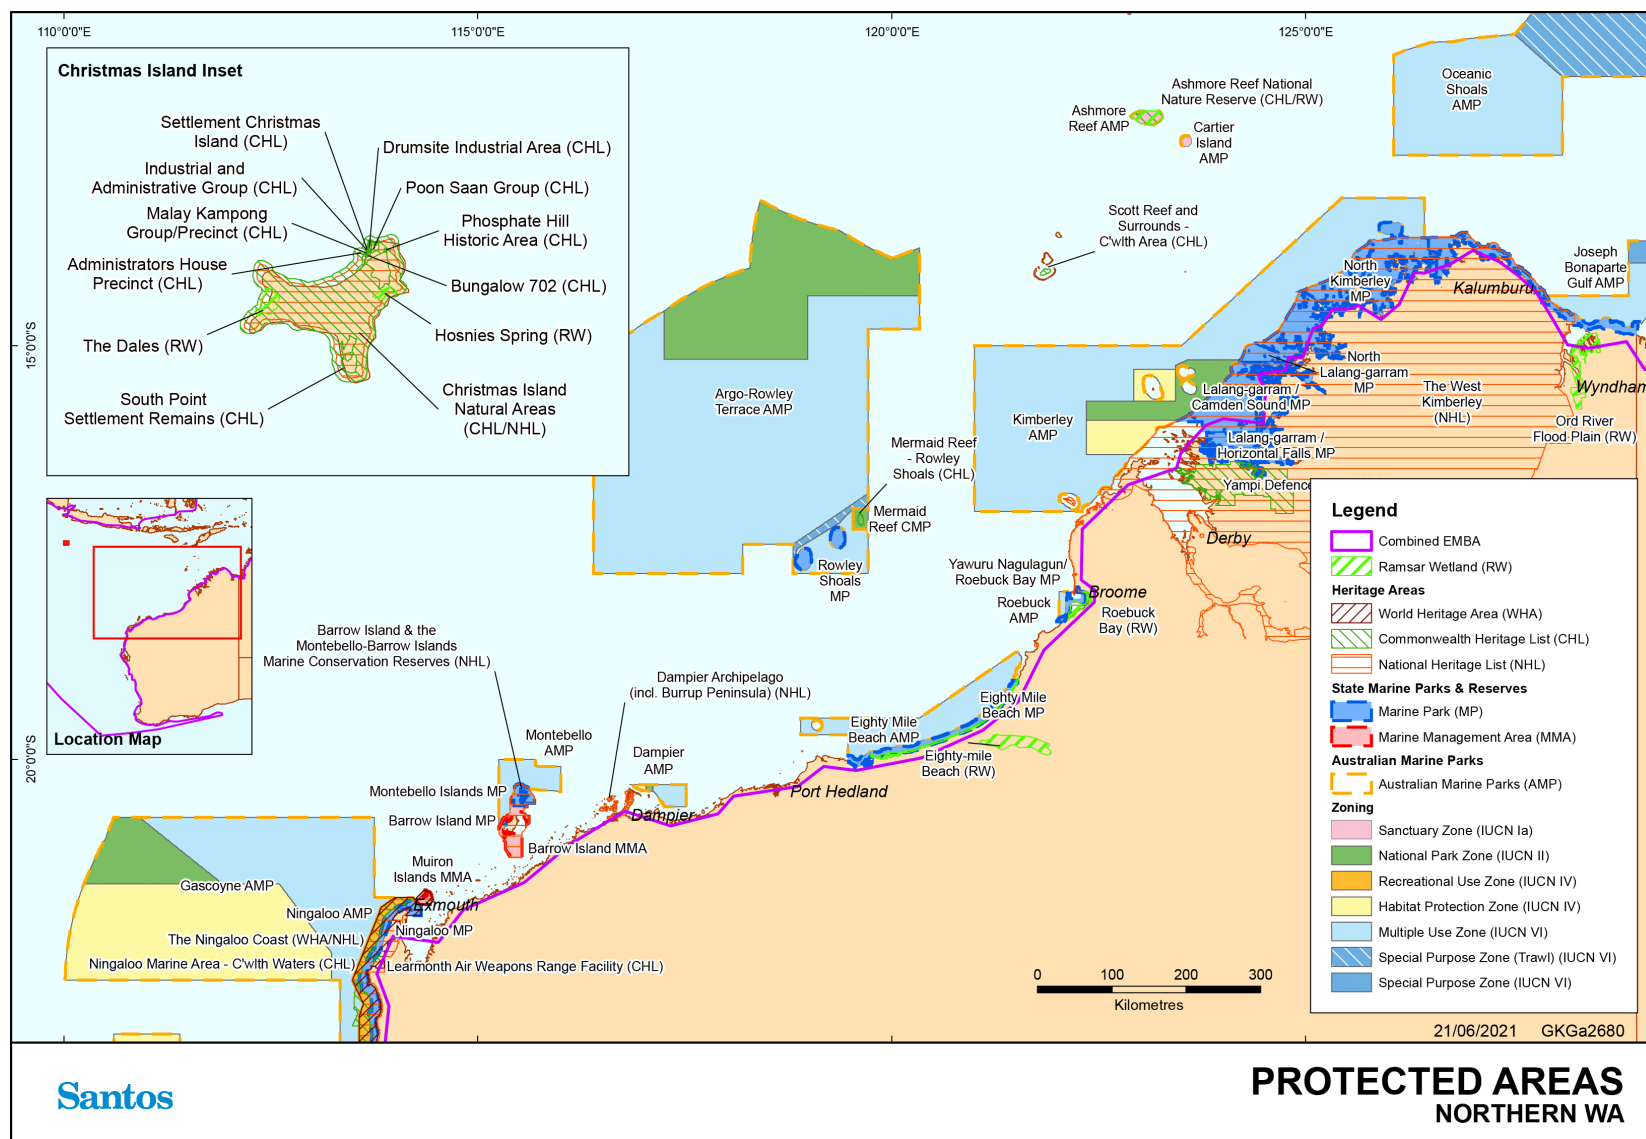 110°0'0"E
115°0'0"E
120°0'0"E
125°0'0"E
15°0'0"S
20°0'0"S
Christmas Island Inset
Settlement Christmas
Island (CHL)
Drumsite Industrial Area (CHL)
Industrial and
Administrative Group (CHL)
Poon Saan Group (CHL)
Malay Kampong
Group/Precinct (CHL)
Phosphate Hill
Historic Area (CHL)
Administrators House
Precinct (CHL)
Bungalow 702 (CHL)
Hosnies Spring (RW)
The Dales (RW)
South Point
Settlement Remains (CHL)
Christmas Island
Natural Areas
(CHL/NHL)
Location Map
Ashmore Reef National
Nature Reserve (CHL/RW)
Ashmore
Reef AMP
Cartier
Island
AMP
Oceanic
Shoals
AMP
Scott Reef and
Surrounds -
C'wlth Area (CHL)
North
Kimberley
MP
Kalumburu
Joseph
Bonaparte
Gulf AMP
North
Lalang-garram
MP
Wyndham
The West
Kimberley
(NHL)
Ord River
Flood Plain (RW)
Lalang-garram /
Camden Sound MP
Kimberley
AMP
Lalang-garram /
Horizontal Falls MP
Yampi Defence
Derby
Argo-Rowley
Terrace AMP
Mermaid Reef
- Rowley
Shoals (CHL)
Mermaid
Reef CMP
Rowley
Shoals
MP
Yawuru Nagulagun/
Roebuck Bay MP
Broome
Roebuck
AMP
Roebuck
Bay (RW)
Barrow Island & the
Montebello-Barrow Islands
Marine Conservation Reserves (NHL)
Dampier Archipelago
(incl. Burrup Peninsula) (NHL)
Eighty Mile
Beach MP
Eighty Mile
Beach AMP
Eighty-mile
Beach (RW)
Montebello
AMP
Dampier
AMP
Port Hedland
Montebello Islands MP
Dampier
Barrow Island MP
Barrow Island MMA
Muiron
Islands MMA
Gascoyne AMP
Exmouth
Ningaloo AMP
Ningaloo MP
The Ningaloo Coast (WHA/NHL)
Ningaloo Marine Area - C'wlth Waters (CHL)
Learmonth Air Weapons Range Facility (CHL)
0 100 200 300
Kilometres
Legend
Combined EMBA
Ramsar Wetland (RW)
Heritage Areas
World Heritage Area (WHA)
Commonwealth Heritage List (CHL)
National Heritage List (NHL)
State Marine Parks & Reserves
Marine Park (MP)
Marine Management Area (MMA)
Australian Marine Parks
Australian Marine Parks (AMP)
Zoning
Sanctuary Zone (IUCN Ia)
National Park Zone (IUCN II)
Recreational Use Zone (IUCN IV)
Habitat Protection Zone (IUCN IV)
Multiple Use Zone (IUCN VI)
Special Purpose Zone (Trawl) (IUCN VI)
Special Purpose Zone (IUCN VI)
21/06/2021 GKGa2680
Santos
PROTECTED AREAS
NORTHERN WA